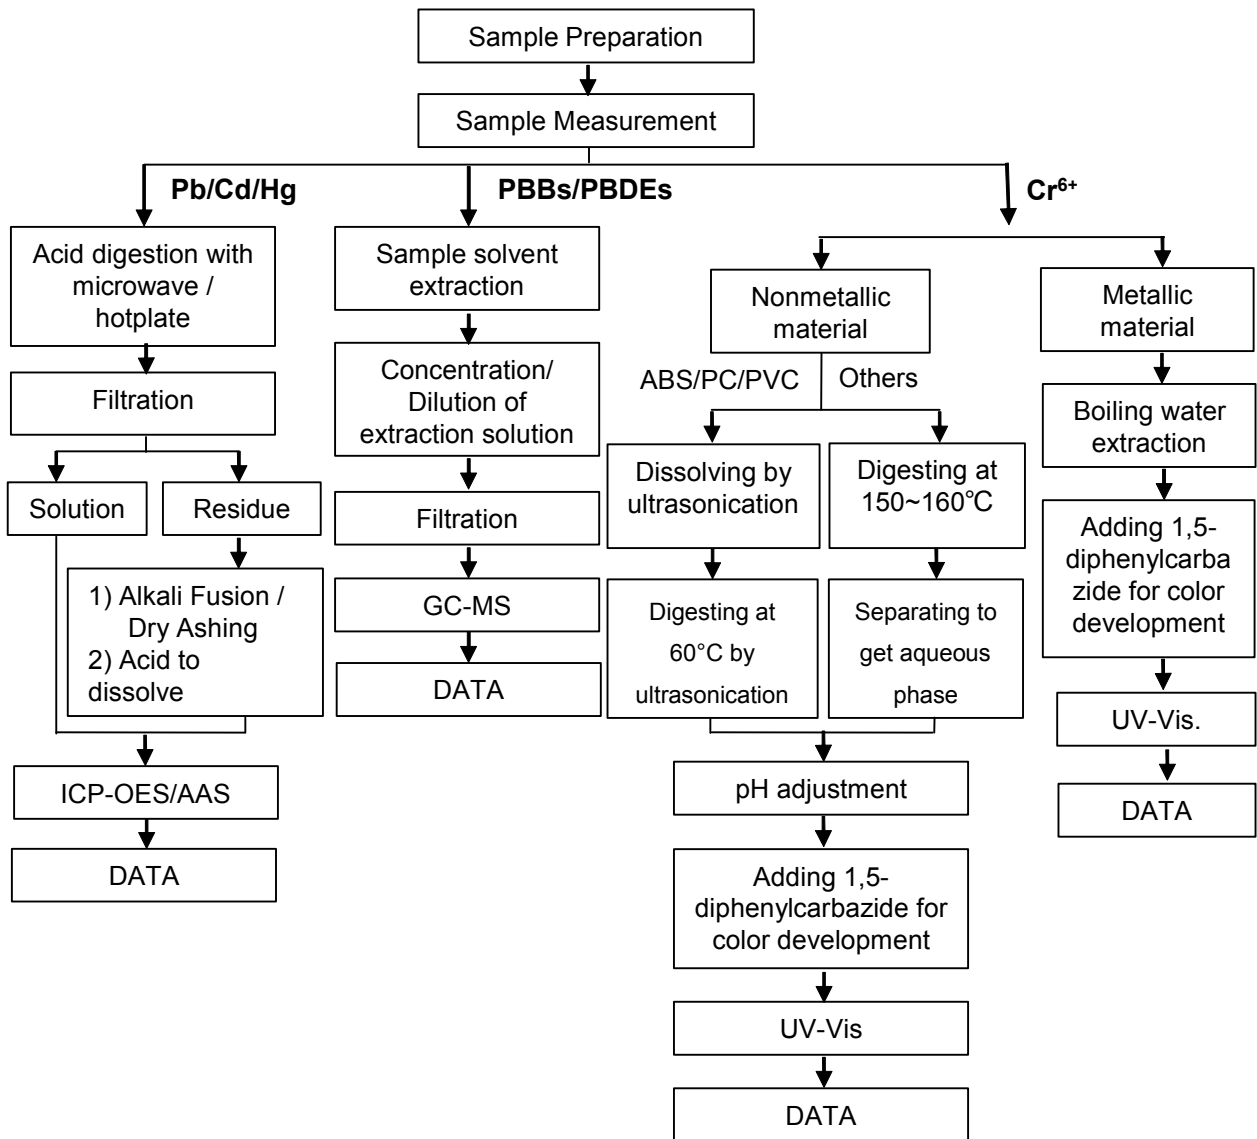 Sample Preparation
Sample Measurement
Pb/Cd/Hg
PBBs/PBDEs
Cr⁶⁺
Acid digestion with
microwave /
hotplate
Filtration
Solution
Residue
1) Alkali Fusion /
Dry Ashing
2) Acid to
dissolve
ICP-OES/AAS
DATA
Sample solvent
extraction
Concentration/
Dilution of
extraction solution
Filtration
GC-MS
DATA
Nonmetallic
material
ABS/PC/PVC
Others
Dissolving by
ultrasonication
Digesting at
60°C by
ultrasonication
Digesting at
150~160℃
Separating to
get aqueous
phase
pH adjustment
Adding 1,5-
diphenylcarbazide for
color development
UV-Vis
DATA
Metallic
material
Boiling water
extraction
Adding 1,5-
diphenylcarba
zide for color
development
UV-Vis.
DATA